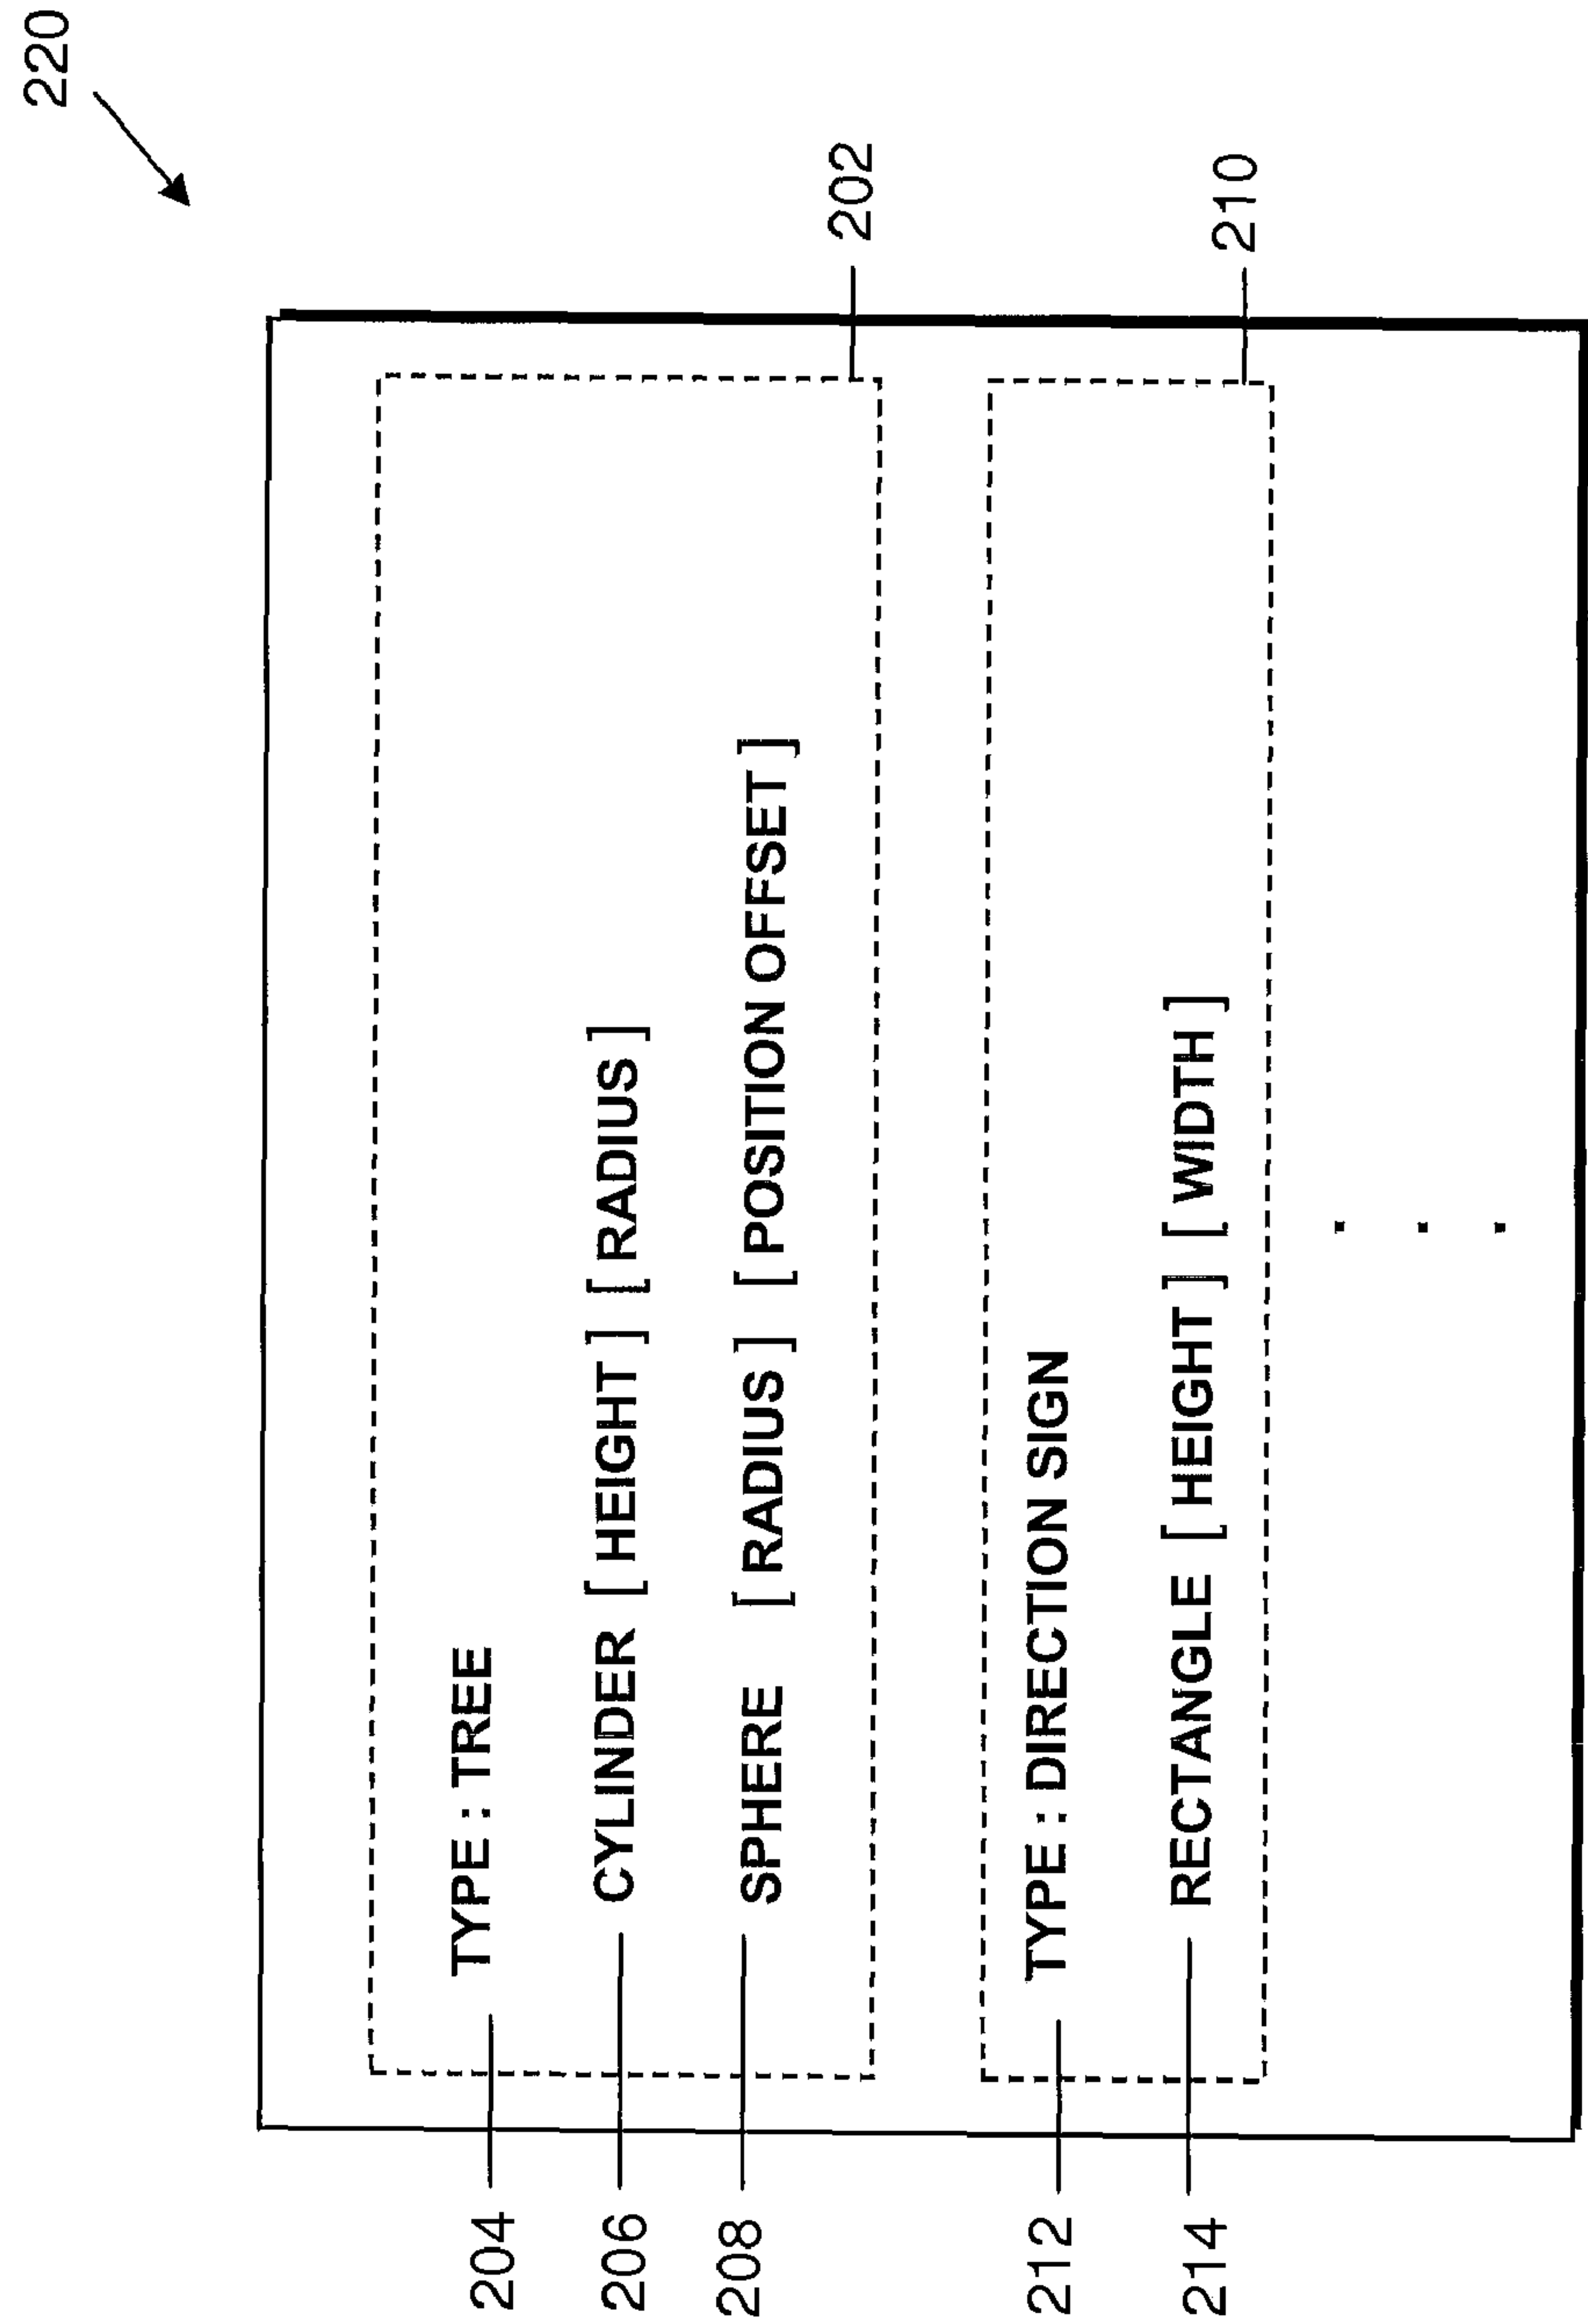 220
204
TYPE : TREE
206
CYLINDER [ HEIGHT ] [ RADIUS ]
208
SPHERE [ RADIUS ] [ POSITION OFFSET ]
202
212
TYPE : DIRECTION SIGN
214
RECTANGLE [ HEIGHT ] [ WIDTH ]
210
. . .